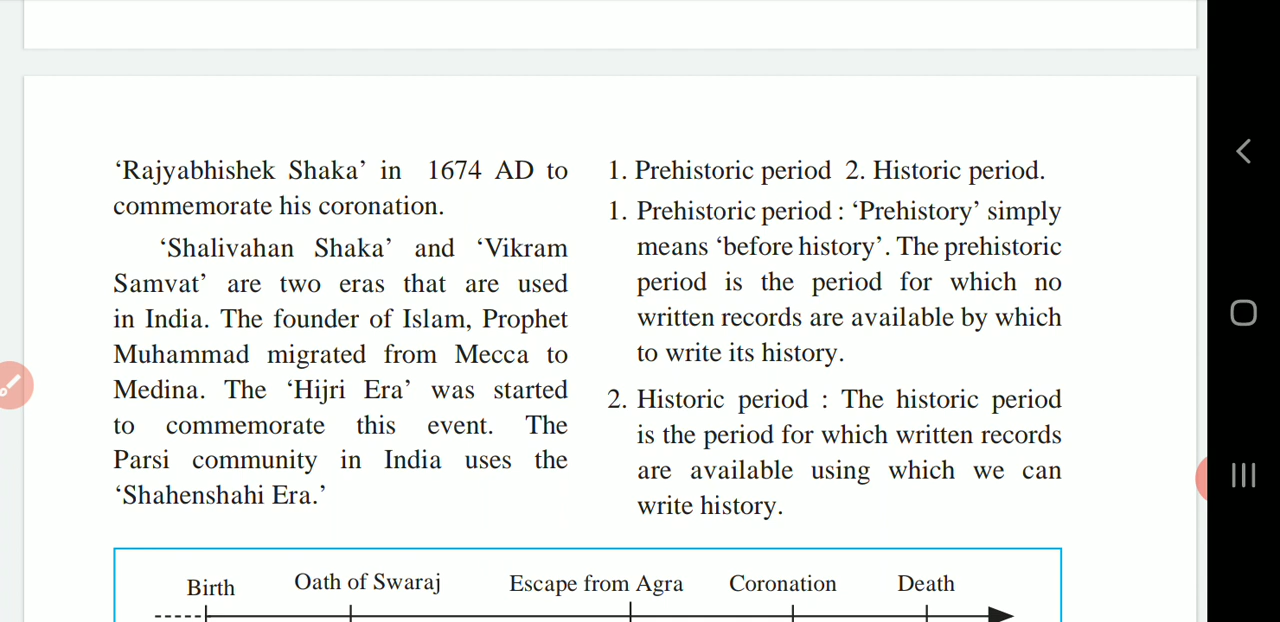 ‘Rajyabhishek Shaka’ in 1674 AD to
commemorate his coronation.
‘Shalivahan Shaka’ and ‘Vikram
Samvat’ are two eras that are used
in India. The founder of Islam, Prophet
Muhammad migrated from Mecca to
Medina. The ‘Hijri Era’ was started
to commemorate this event. The
Parsi community in India uses the
‘Shahenshahi Era.’
1. Prehistoric period 2. Historic period.
1. Prehistoric period : ‘Prehistory’ simply
means ‘before history’. The prehistoric
period is the period for which no
written records are available by which
to write its history.
2. Historic period : The historic period
is the period for which written records
are available using which we can
write history.
Birth Oath of Swaraj Escape from Agra Coronation Death